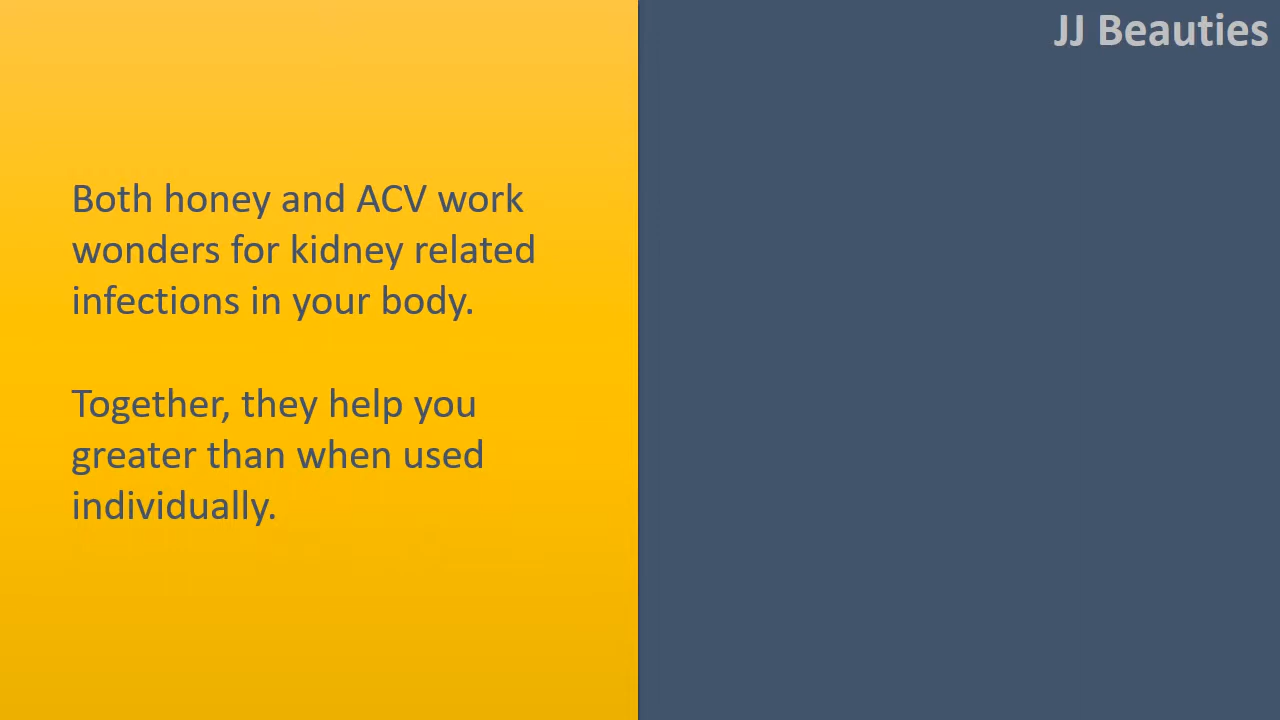 JJ Beauties
Both honey and ACV work
wonders for kidney related
infections in your body.
Together, they help you
greater than when used
individually.